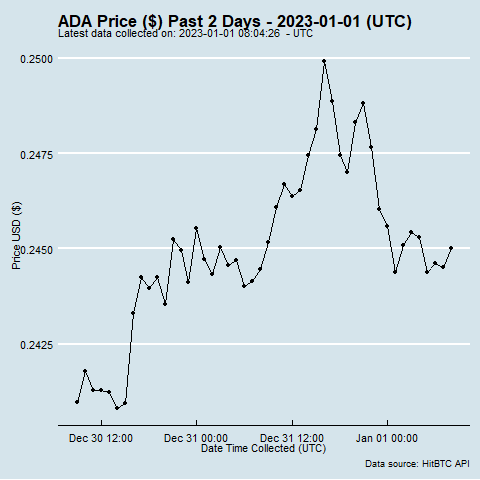 ADA Price ($) Past 2 Days - 2023-01-01 (UTC)
Latest data collected on: 2023-01-01 08:04:26  - UTC
0.2500
0.2475
0.2450
0.2425
Price USD ($)
Dec 30 12:00
Dec 31 00:00
Dec 31 12:00
Jan 01 00:00
Date Time Collected (UTC)
Data source: HitBTC API